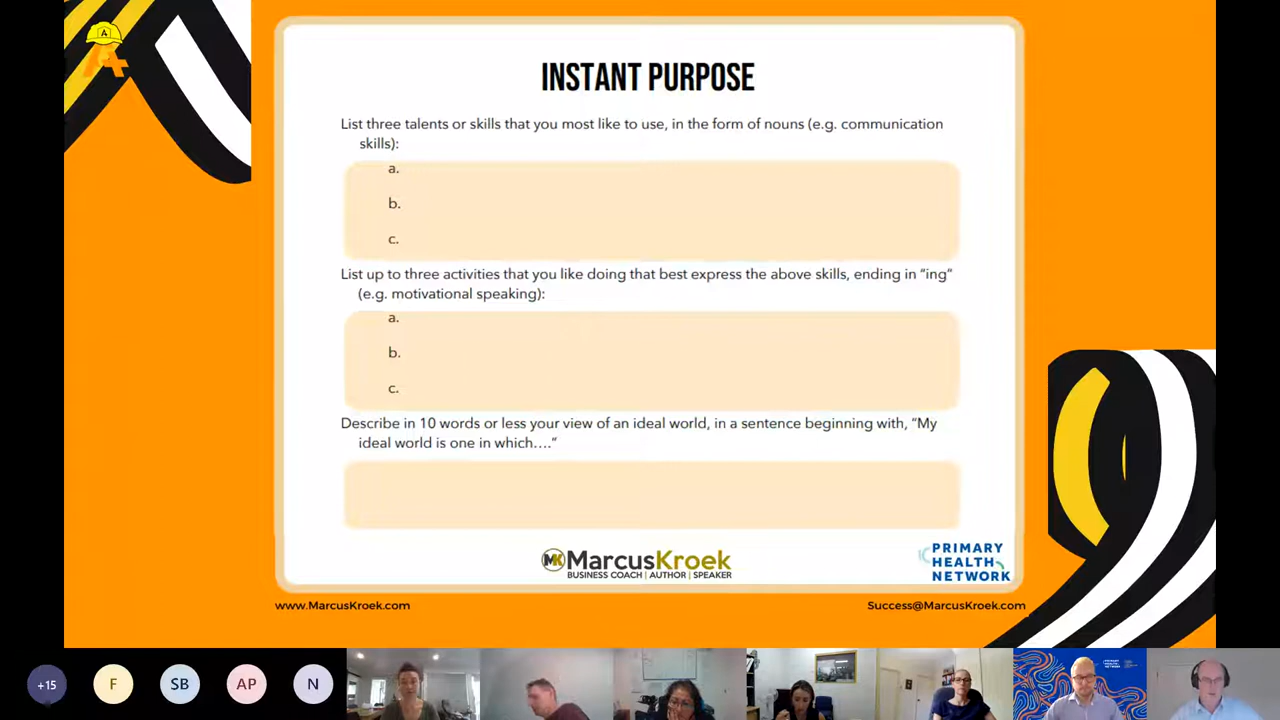 A
INSTANT PURPOSE
List three talents or skills that you most like to use, in the form of nouns (e.g. communication
skills):
a.
b.
c.
List up to three activities that you like doing that best express the above skills, ending in “ing”
(e.g. motivational speaking):
a.
b.
c.
Describe in 10 words or less your view of an ideal world, in a sentence beginning with, “My
ideal world is one in which….”
MK MarcusKroek
BUSINESS COACH | AUTHOR | SPEAKER
PRIMARY
HEALTH
NETWORK
www.MarcusKroek.com
Success@MarcusKroek.com
+15
F
SB
AP
N